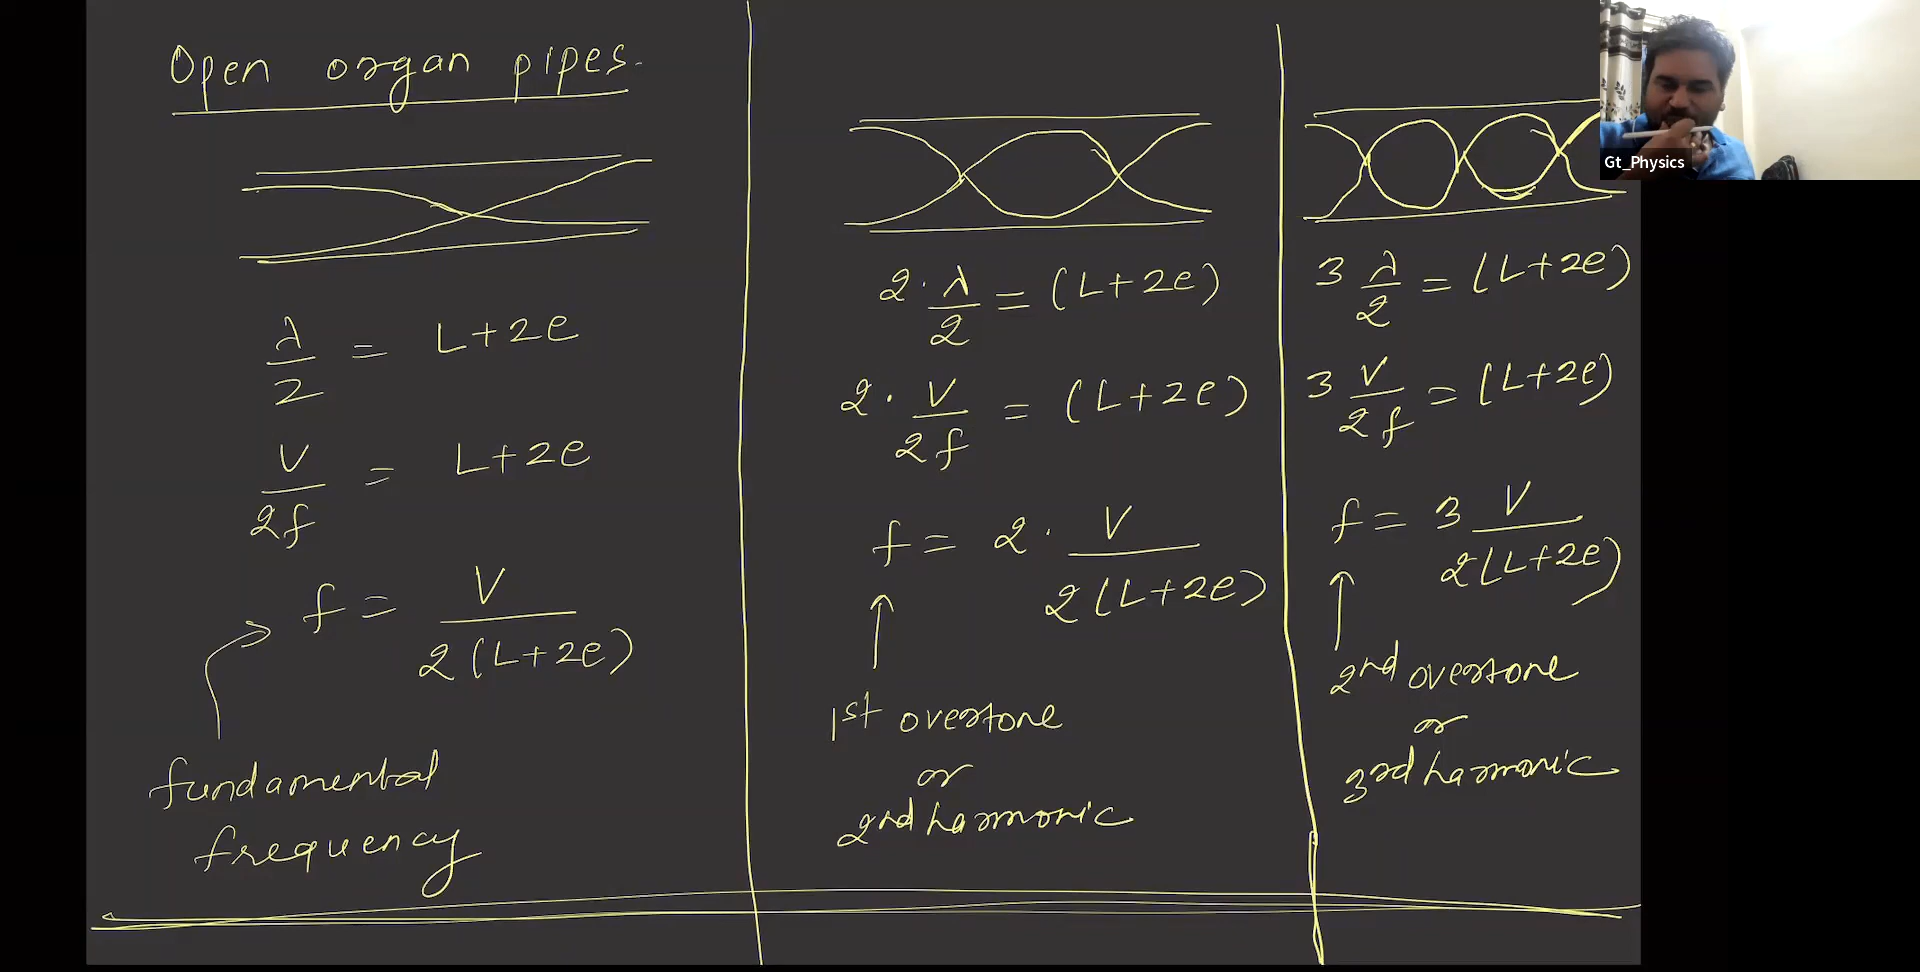 Open organ pipes.
λ/2 = L+2e
V/2f = L+2e
f = V/2(L+2e)
fundamental
frequency
2·λ/2 = (L+2e)
2·V/2f = (L+2e)
f = 2·V/2(L+2e)
1st overtone
or
2nd harmonic
3 λ/2 = (L+2e)
3 V/2f = (L+2e)
f = 3 V/2(L+2e)
2nd overtone
or
3rd harmonic
Gt_Physics